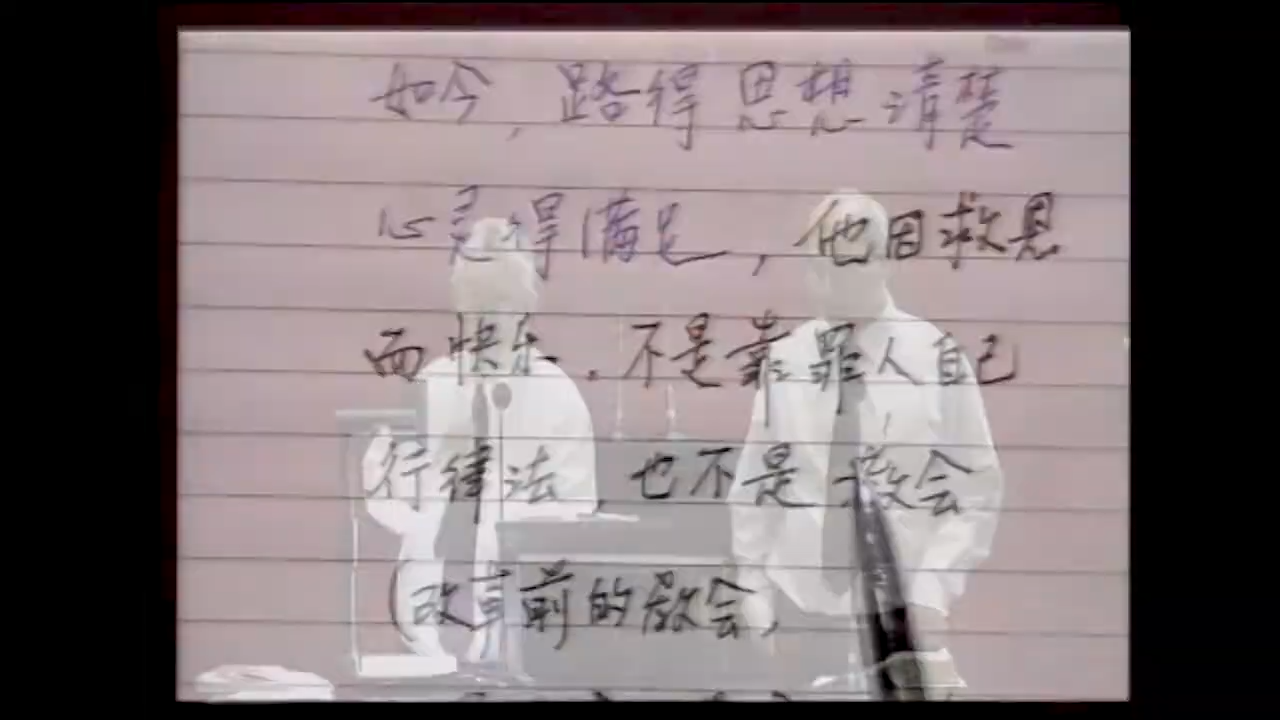 如今，路得思想清楚
心灵得满足，他因救恩
而快乐．不是靠罪人自己
行律法，也不是教会
(改革前的教会，